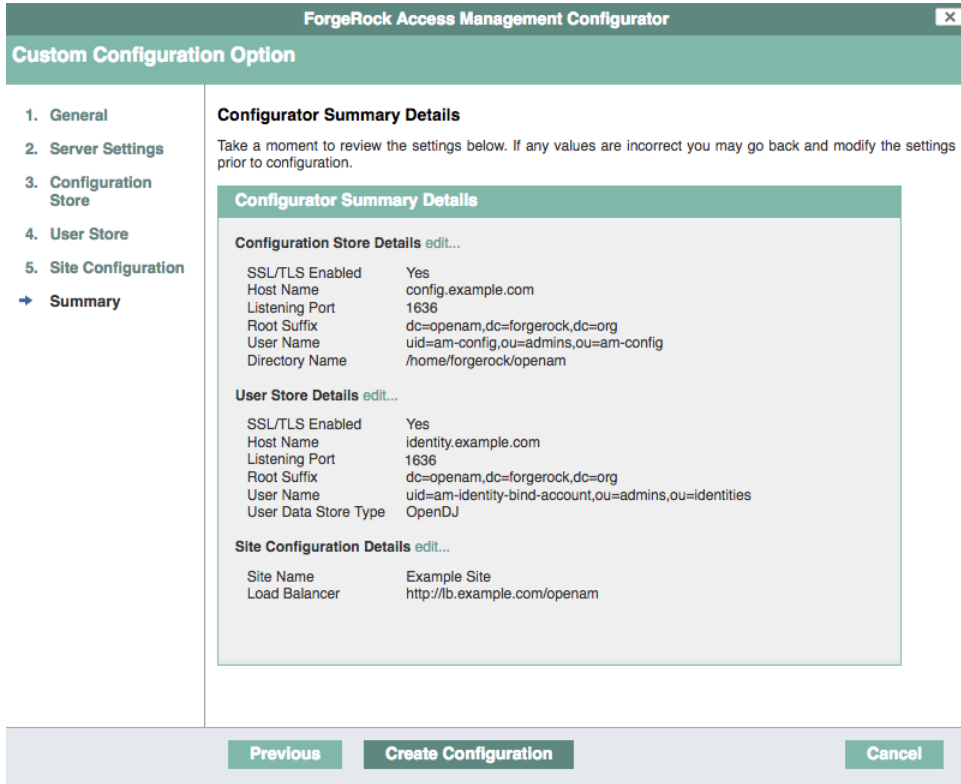 ForgeRock Access Management Configurator
Custom Configuration Option
1. General
2. Server Settings
3. Configuration
Store
4. User Store
5. Site Configuration
Summary
Configurator Summary Details
Take a moment to review the settings below. If any values are incorrect you may go back and modify the settings
prior to configuration.
Configurator Summary Details
Configuration Store Details edit...
SSL/TLS Enabled Yes
Host Name config.example.com
Listening Port 1636
Root Suffix dc=openam,dc=forgerock,dc=org
User Name uid=am-config,ou=admins,ou=am-config
Directory Name /home/forgerock/openam
User Store Details edit...
SSL/TLS Enabled Yes
Host Name identity.example.com
Listening Port 1636
Root Suffix dc=openam,dc=forgerock,dc=org
User Name uid=am-identity-bind-account,ou=admins,ou=identities
User Data Store Type OpenDJ
Site Configuration Details edit...
Site Name Example Site
Load Balancer http://lb.example.com/openam
Previous Create Configuration Cancel